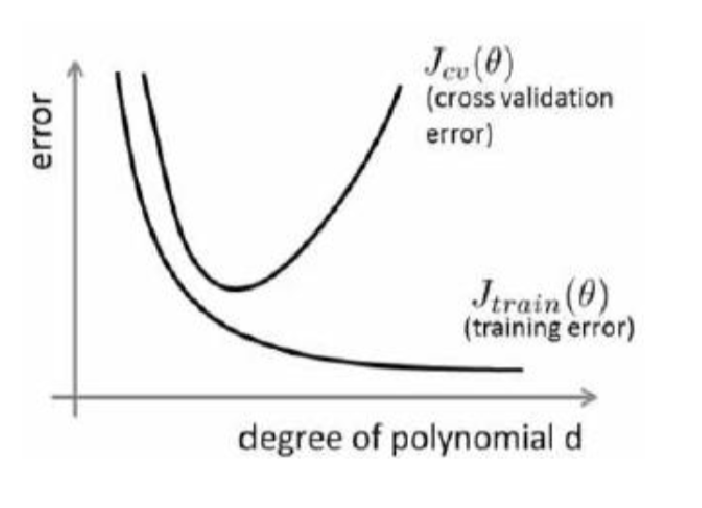 J_cv(θ)
(cross validation
error)
error
J_train(θ)
(training error)
degree of polynomial d